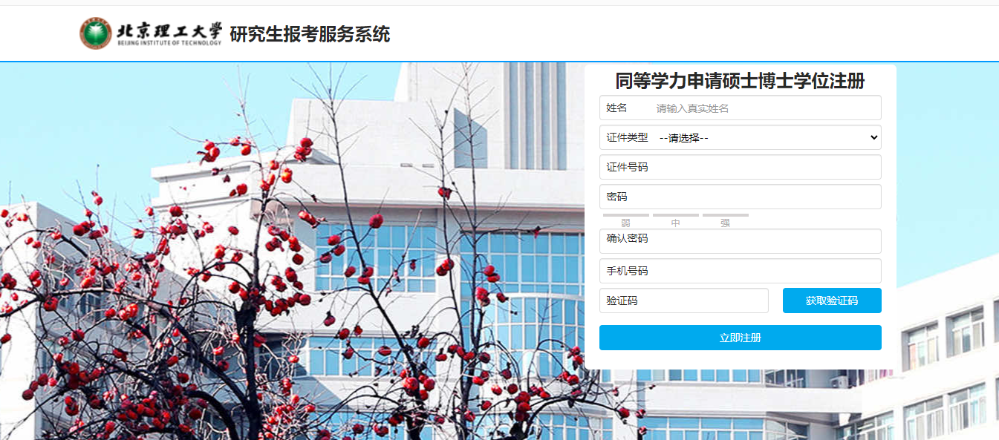 北京理工大学 研究生报考服务系统
BEIJING INSTITUTE OF TECHNOLOGY
同等学力申请硕士博士学位注册
姓名 请输入真实姓名
证件类型 --请选择--
证件号码
密码
弱 中 强
确认密码
手机号码
验证码 获取验证码
立即注册